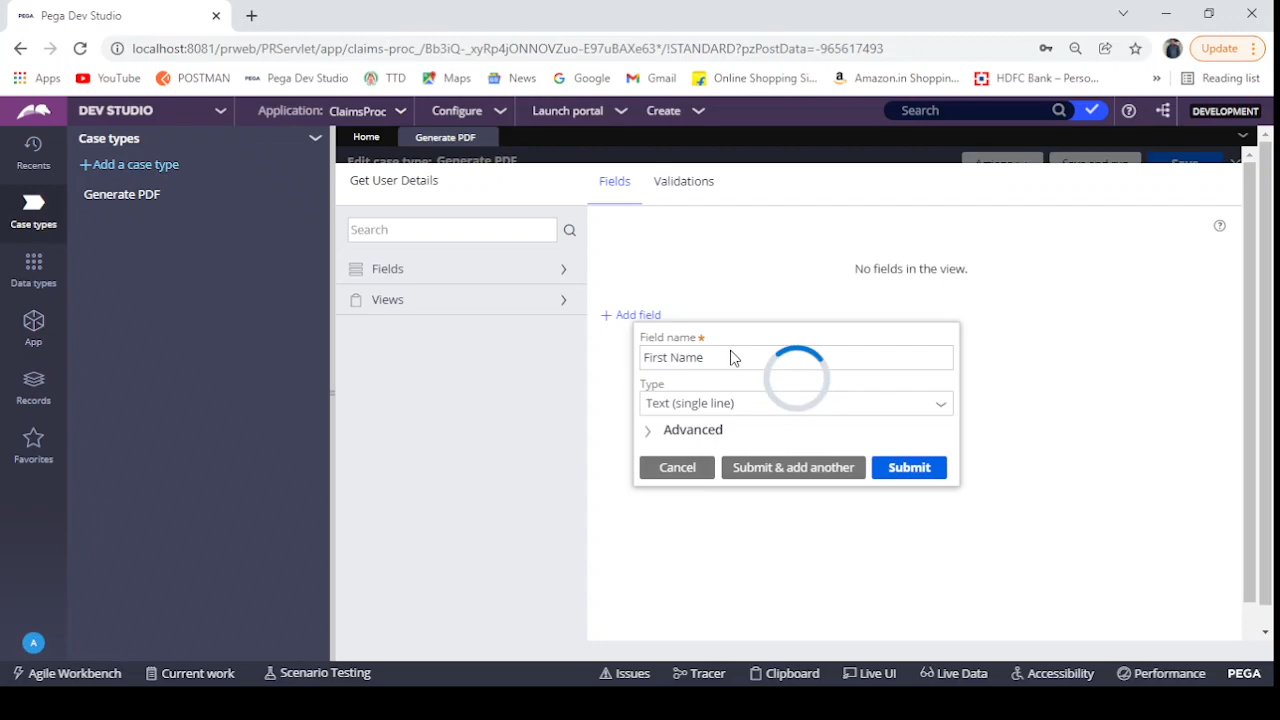 PEGA Pega Dev Studio
localhost:8081/prweb/PRServlet/app/claims-proc_/Bb3iQ-_xyRp4jONNOVZuo-E97uBAXe63*/!STANDARD?pzPostData=-965617493
Update
Apps YouTube POSTMAN PEGA Pega Dev Studio TTD Maps News Google Gmail Online Shopping Si... Amazon.in Shoppin... HDFC Bank – Perso... » Reading list
DEV STUDIO Application: ClaimsProc Configure Launch portal Create Search DEVELOPMENT
Recents
Case types
Data types
App
Records
Favorites
A
Case types
+Add a case type
Generate PDF
Home Generate PDF
Edit case type: Generate PDF Save
Get User Details
Search
Fields
Views
Fields Validations
No fields in the view.
+ Add field
Field name *
First Name
Type
Text (single line)
Advanced
Cancel Submit & add another Submit
Agile Workbench Current work Scenario Testing Issues Tracer Clipboard Live UI Live Data Accessibility Performance PEGA